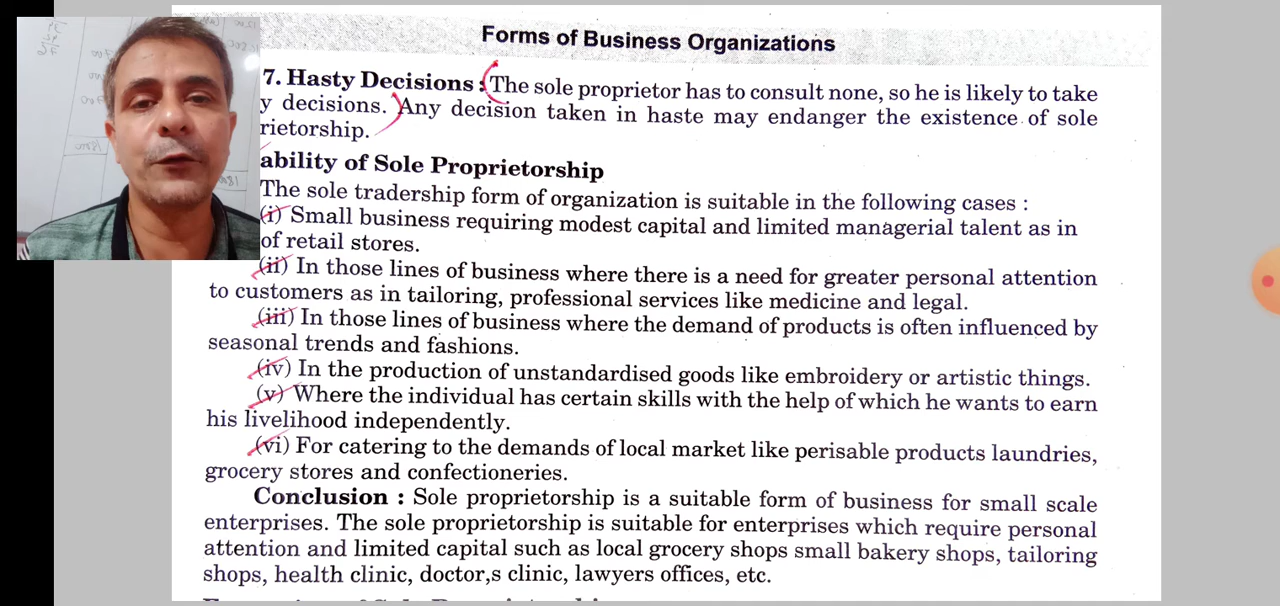 Forms of Business Organizations
7. Hasty Decisions : The sole proprietor has to consult none, so he is likely to take
y decisions. Any decision taken in haste may endanger the existence of sole
rietorship.
ability of Sole Proprietorship
The sole tradership form of organization is suitable in the following cases :
(i) Small business requiring modest capital and limited managerial talent as in
of retail stores.
(ii) In those lines of business where there is a need for greater personal attention
to customers as in tailoring, professional services like medicine and legal.
(iii) In those lines of business where the demand of products is often influenced by
seasonal trends and fashions.
(iv) In the production of unstandardised goods like embroidery or artistic things.
(v) Where the individual has certain skills with the help of which he wants to earn
his livelihood independently.
(vi) For catering to the demands of local market like perisable products laundries,
grocery stores and confectioneries.
Conclusion : Sole proprietorship is a suitable form of business for small scale
enterprises. The sole proprietorship is suitable for enterprises which require personal
attention and limited capital such as local grocery shops small bakery shops, tailoring
shops, health clinic, doctor,s clinic, lawyers offices, etc.